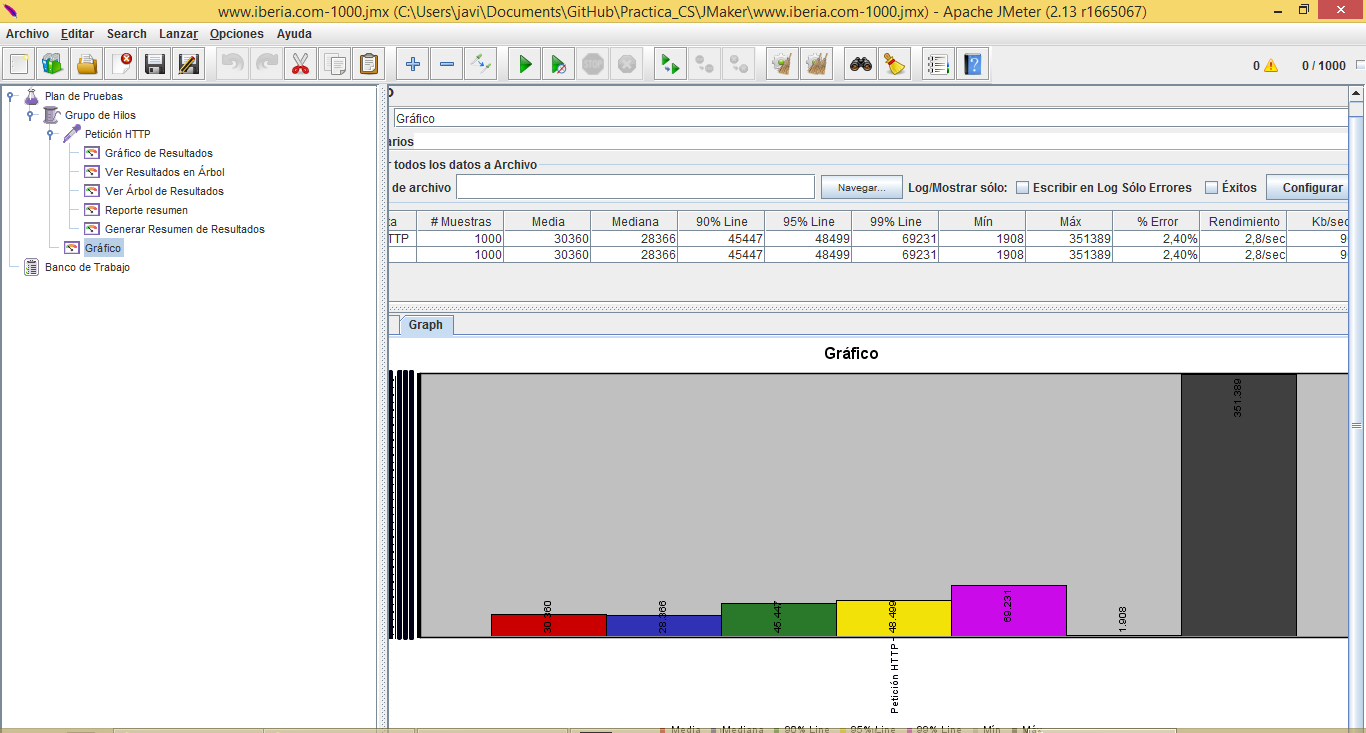 www.iberia.com-1000.jmx (C:\Users\javi\Documents\GitHub\Practica_CS\JMaker\www.iberia.com-1000.jmx) - Apache JMeter (2.13 r1665067)
Archivo Editar Search Lanzar Opciones Ayuda
STOP
0 0 / 1000
Plan de Pruebas
Grupo de Hilos
Petición HTTP
Gráfico de Resultados
Ver Resultados en Árbol
Ver Árbol de Resultados
Reporte resumen
Generar Resumen de Resultados
Gráfico
Banco de Trabajo
Gráfico
arios
r todos los datos a Archivo
de archivo Navegar... Log/Mostrar sólo: Escribir en Log Sólo Errores Éxitos Configurar
ta # Muestras Media Mediana 90% Line 95% Line 99% Line Mín Máx % Error Rendimiento Kb/sec
TTP 1000 30360 28366 45447 48499 69231 1908 351389 2,40% 2,8/sec 9
1000 30360 28366 45447 48499 69231 1908 351389 2,40% 2,8/sec 9
Graph
Gráfico
30.360 28.366 45.447 48.499 69.231 1.908 351.389
Petición HTTP
Media Mediana 90% Line 95% Line 99% Line Mín Máx